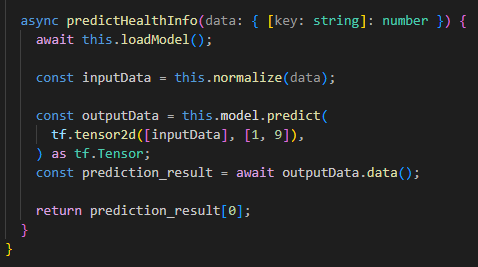 async predictHealthInfo(data: { [key: string]: number }) {
await this.loadModel();
const inputData = this.normalize(data);
const outputData = this.model.predict(
tf.tensor2d([inputData], [1, 9]),
) as tf.Tensor;
const prediction_result = await outputData.data();
return prediction_result[0];
}
}